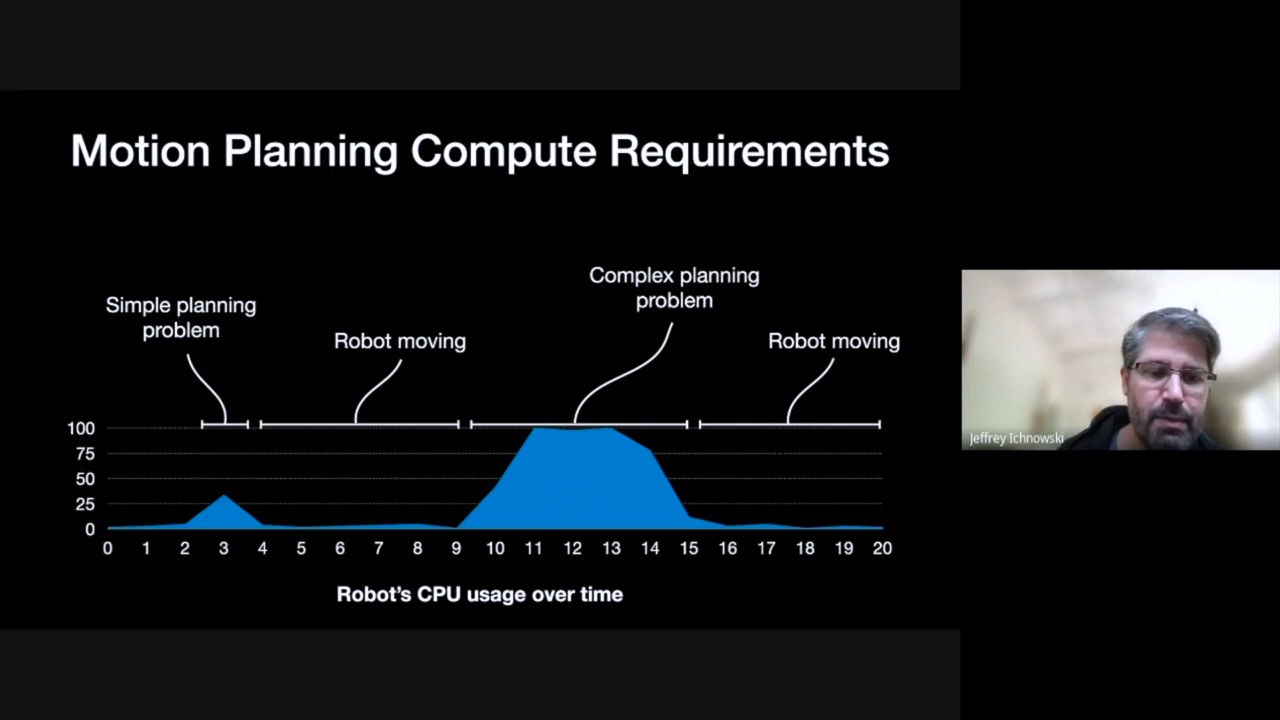 Motion Planning Compute Requirements
Complex planning
problem
Simple planning
problem
Robot moving
Robot moving
100
75
50
25
0
0 1 2 3 4 5 6 7 8 9 10 11 12 13 14 15 16 17 18 19 20
Robot’s CPU usage over time
Jeffrey Ichnowski